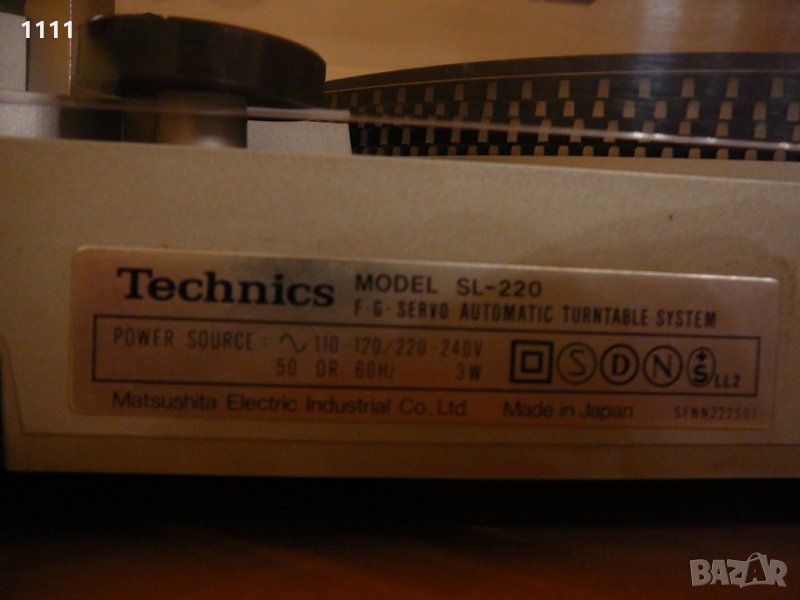 1111
Technics MODEL SL-220
F·G·SERVO AUTOMATIC TURNTABLE SYSTEM
POWER SOURCE: ∿ 110-120/220-240V
50 OR 60Hz 3W
S D N +S LL2
Matsushita Electric Industrial Co., Ltd. Made in Japan
BAZAR